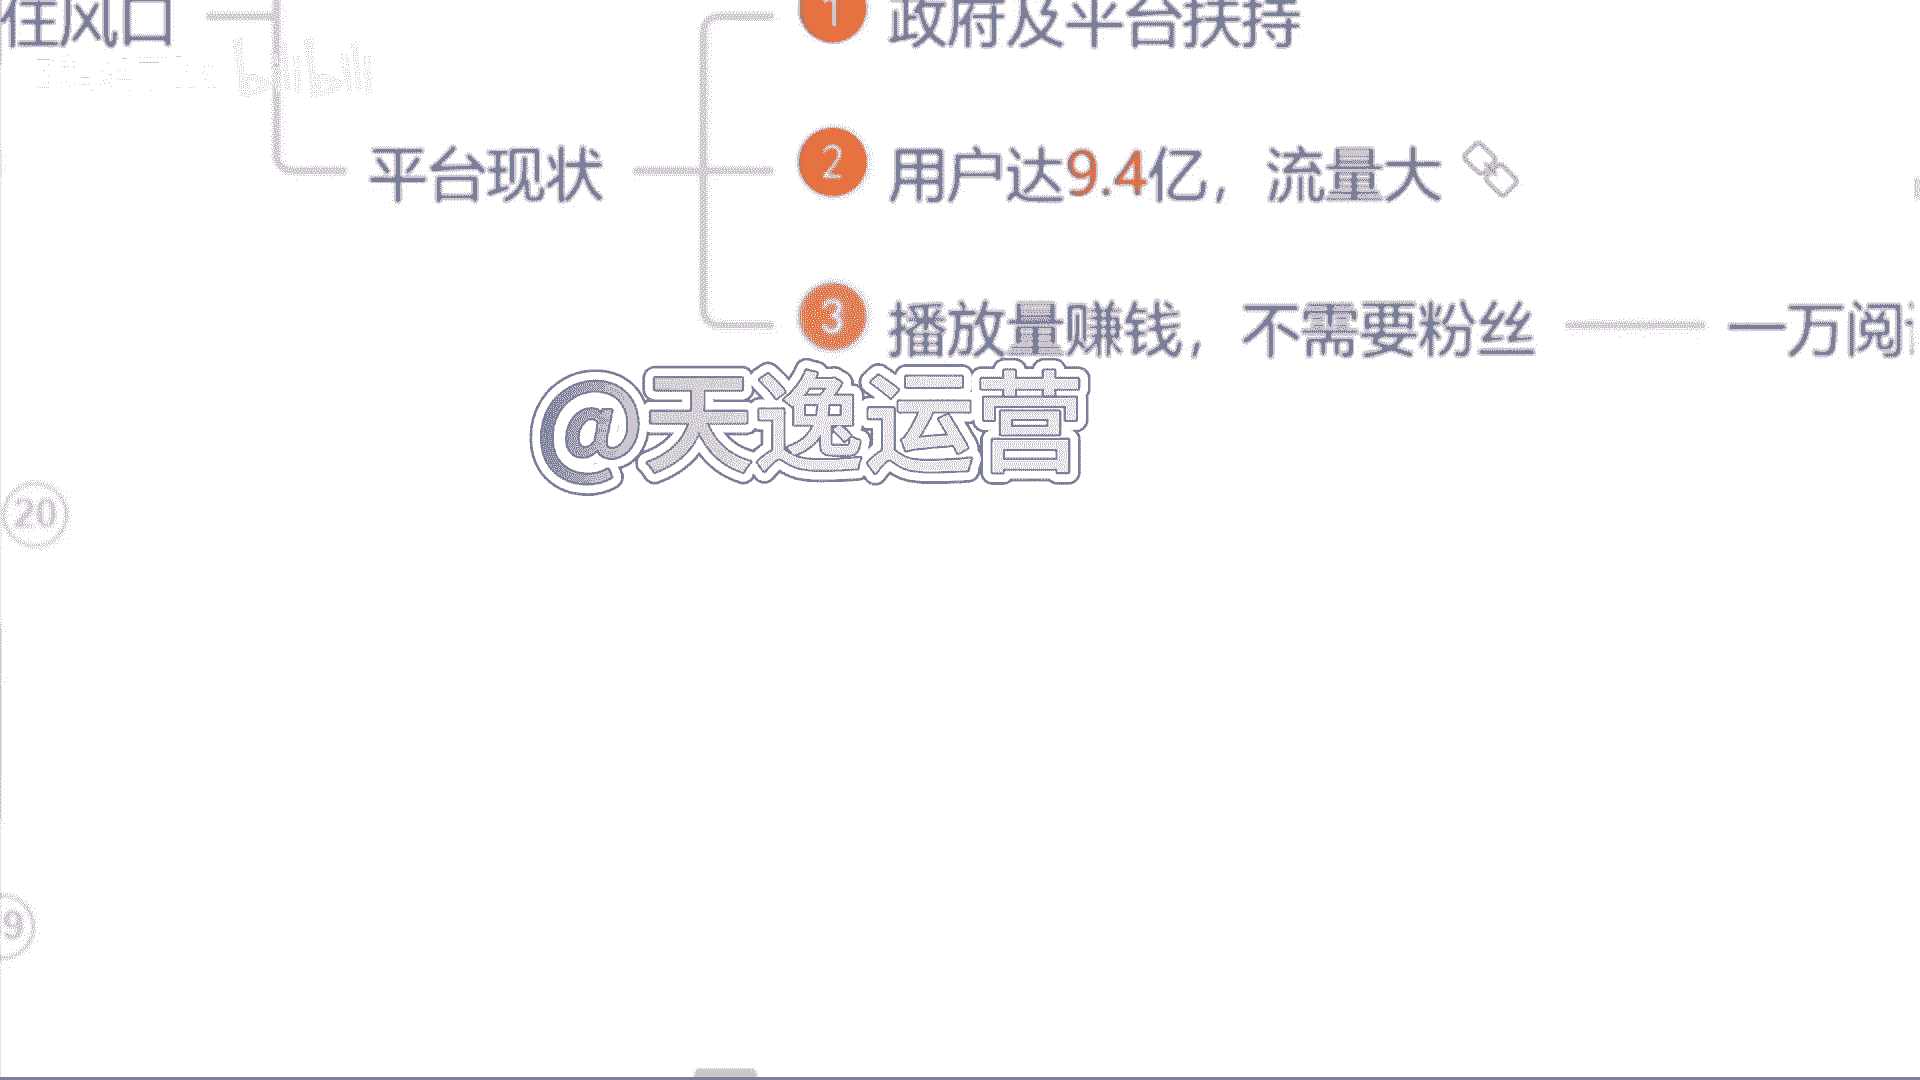 住风口
bilibili
平台现状
1 政府及平台扶持
2 用户达9.4亿，流量大
3 播放量赚钱，不需要粉丝
一万阅
@天逸运营
20
9